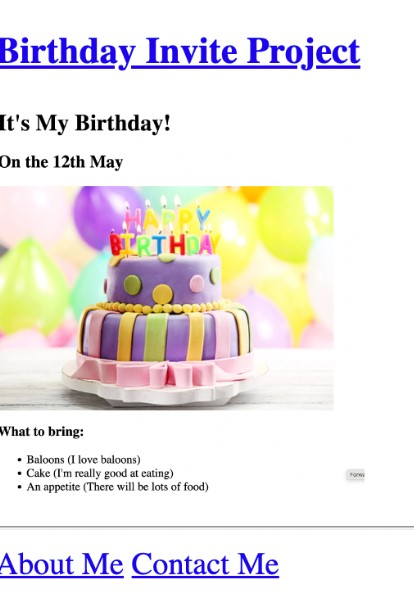 Birthday Invite Project
It's My Birthday!
On the 12th May
HAPPY
BIRTHDAY
What to bring:
Baloons (I love baloons)
Cake (I'm really good at eating)
An appetite (There will be lots of food)
About Me Contact Me